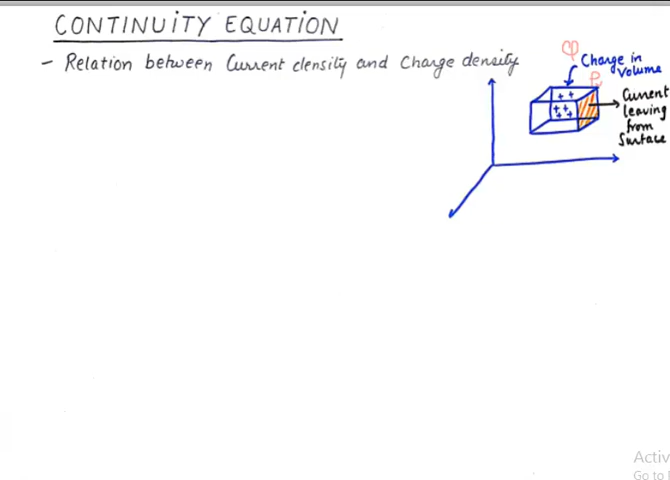 CONTINUITY EQUATION
- Relation between Current density and Charge density
φ
Charge in
Volume
+ +
+ + +
+ +
Current
leaving
from
Surface
Activ
Go to